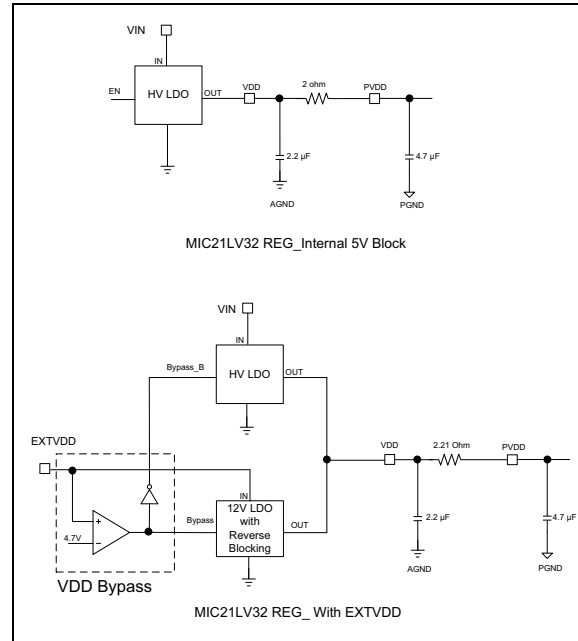 VIN
IN
EN
HV LDO
OUT
VDD
2 ohm
PVDD
2.2 µF
4.7 µF
AGND
PGND
MIC21LV32 REG_Internal 5V Block
VIN
IN
Bypass_B
HV LDO
OUT
EXTVDD
VDD
2.21 Ohm
PVDD
IN
12V LDO
with
Reverse
Blocking
Bypass
OUT
4.7V
+
−
2.2 µF
4.7 µF
AGND
PGND
VDD Bypass
MIC21LV32 REG_ With EXTVDD